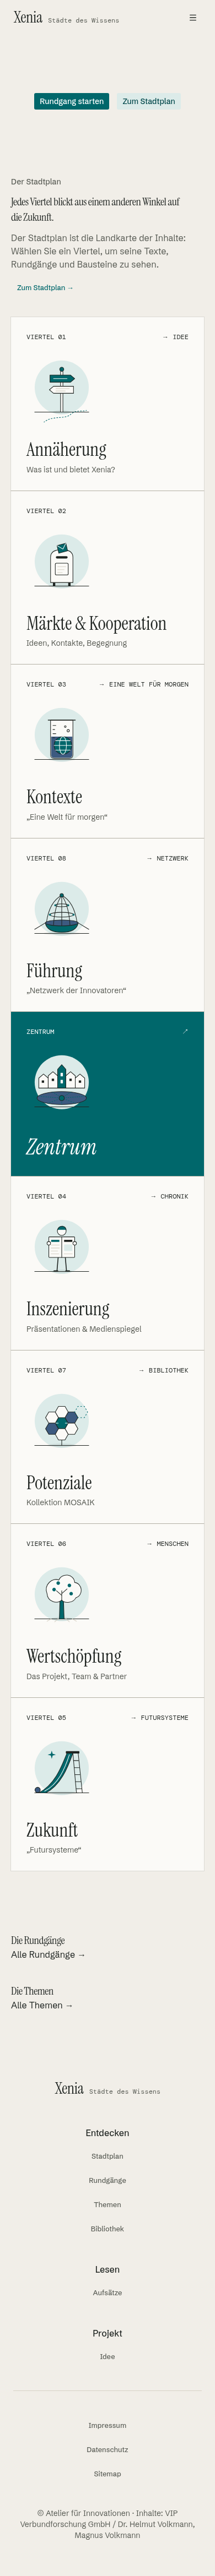 Xenia Städte des Wissens
Rundgang starten Zum Stadtplan
Der Stadtplan
Jedes Viertel blickt aus einem anderen Winkel auf
die Zukunft.
Der Stadtplan ist die Landkarte der Inhalte:
Wählen Sie ein Viertel, um seine Texte,
Rundgänge und Bausteine zu sehen.
Zum Stadtplan →
VIERTEL 01 → IDEE
Annäherung
Was ist und bietet Xenia?
VIERTEL 02
Märkte & Kooperation
Ideen, Kontakte, Begegnung
VIERTEL 03 → EINE WELT FÜR MORGEN
Kontexte
„Eine Welt für morgen“
VIERTEL 08 → NETZWERK
Führung
„Netzwerk der Innovatoren“
ZENTRUM ↗
Zentrum
VIERTEL 04 → CHRONIK
Inszenierung
Präsentationen & Medienspiegel
VIERTEL 07 → BIBLIOTHEK
Potenziale
Kollektion MOSAIK
VIERTEL 06 → MENSCHEN
Wertschöpfung
Das Projekt, Team & Partner
VIERTEL 05 → FUTURSYSTEME
Zukunft
„Futursysteme“
Die Rundgänge
Alle Rundgänge →
Die Themen
Alle Themen →
Xenia Städte des Wissens
Entdecken
Stadtplan
Rundgänge
Themen
Bibliothek
Lesen
Aufsätze
Projekt
Idee
Impressum
Datenschutz
Sitemap
© Atelier für Innovationen · Inhalte: VIP
Verbundforschung GmbH / Dr. Helmut Volkmann,
Magnus Volkmann